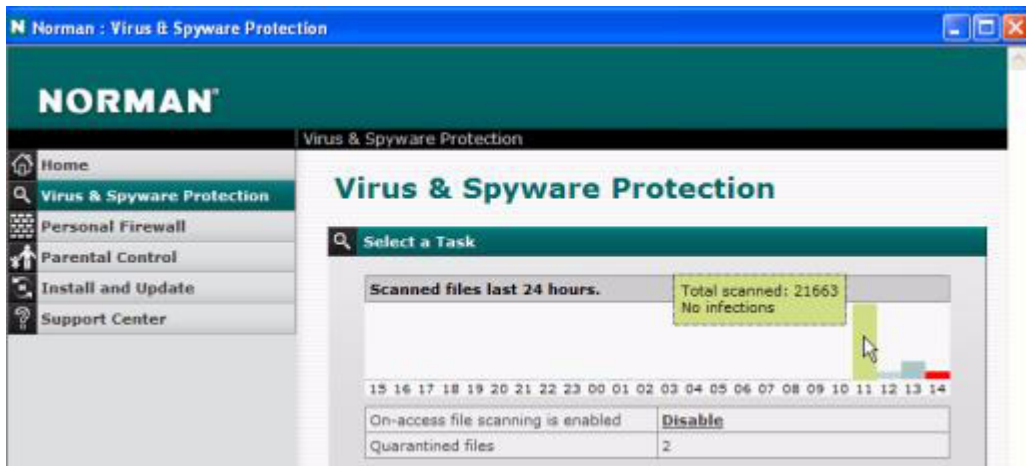 Norman : Virus & Spyware Protection
NORMAN®
Virus & Spyware Protection
Home
Virus & Spyware Protection
Personal Firewall
Parental Control
Install and Update
Support Center
Virus & Spyware Protection
Select a Task
Scanned files last 24 hours.
Total scanned: 21663
No infections
15 16 17 18 19 20 21 22 23 00 01 02 03 04 05 06 07 08 09 10 11 12 13 14
On-access file scanning is enabled Disable
Quarantined files 2